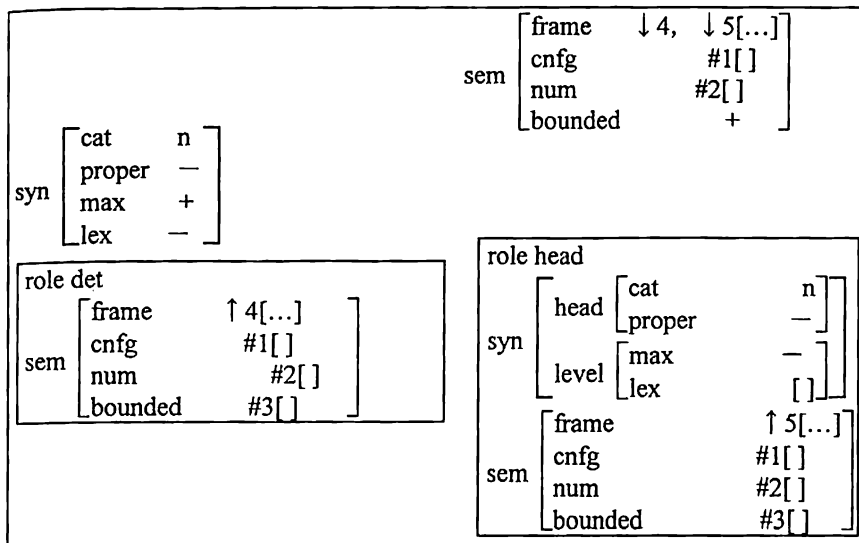 sem [frame ↓4, ↓5[...]
cnfg #1[ ]
num #2[ ]
bounded +]
syn [cat n
proper —
max +
lex —]
role det
sem [frame ↑4[...]
cnfg #1[ ]
num #2[ ]
bounded #3[ ]]
role head
syn [head [cat n
proper —]
level [max —
lex [ ]]]
sem [frame ↑5[...]
cnfg #1[ ]
num #2[ ]
bounded #3[ ]]